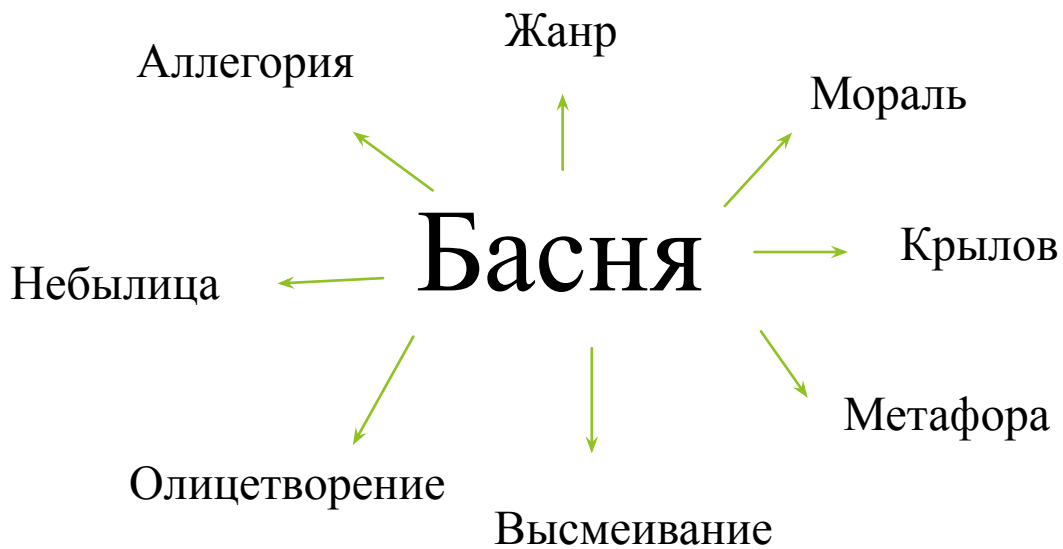 Жанр
Аллегория
Мораль
Басня
Крылов
Небылица
Метафора
Олицетворение
Высмеивание